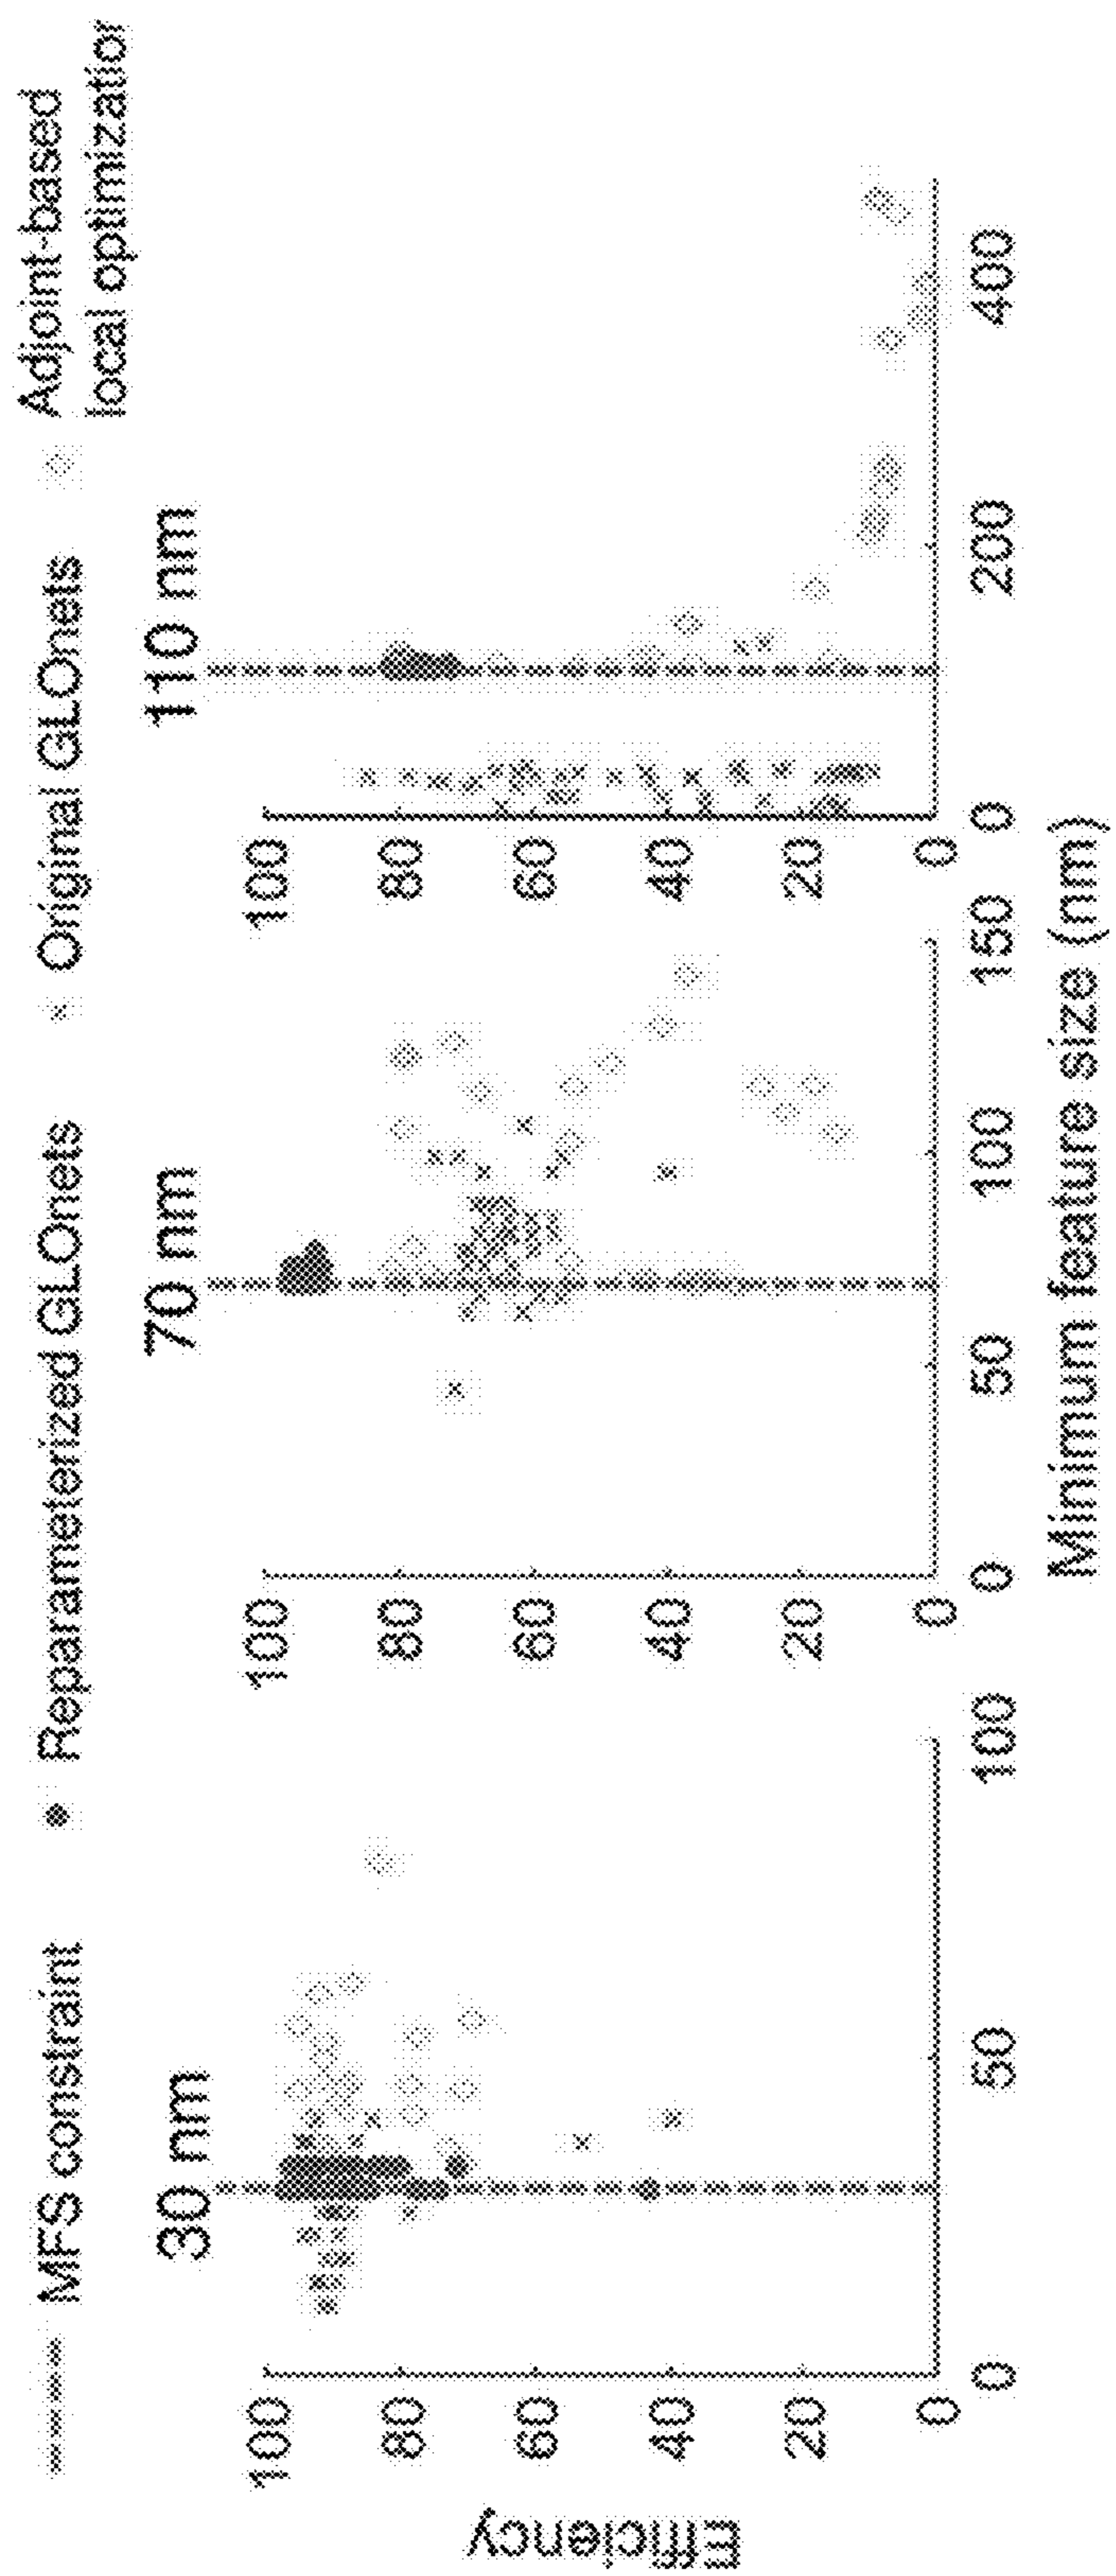 MFS constraint
Reparameterized GLOnets
Original GLOnets
Adjoint-based
local optimization
30 nm
70 nm
110 nm
Efficiency
100
80
60
40
20
0
0
50
100
100
80
60
40
20
0
0
50
100
150
100
80
60
40
20
0
0
200
400
Minimum feature size (nm)